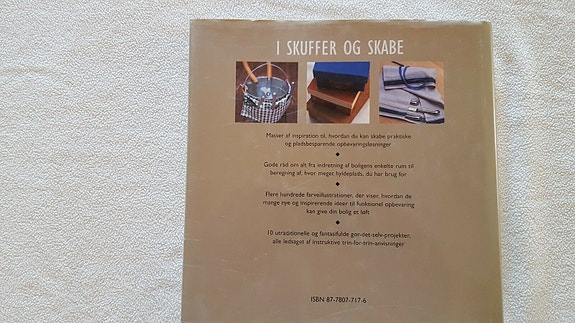 I SKUFFER OG SKABE
Masser af inspiration til, hvordan du kan skabe praktiske
og pladsbesparende opbevaringsløsninger
Gode råd om alt fra indretning af boligens enkelte rum til
beregning af, hvor meget hyldeplads, du har brug for
Flere hundrede farveillustrationer, der viser, hvordan de
mange nye og inspirerende ideer til funktionel opbevaring
kan give din bolig et løft
10 utraditionelle og fantasifulde gør-det-selv-projekter,
alle ledsaget af instruktive trin-for-trin-anvisninger
ISBN 87-7807-717-6